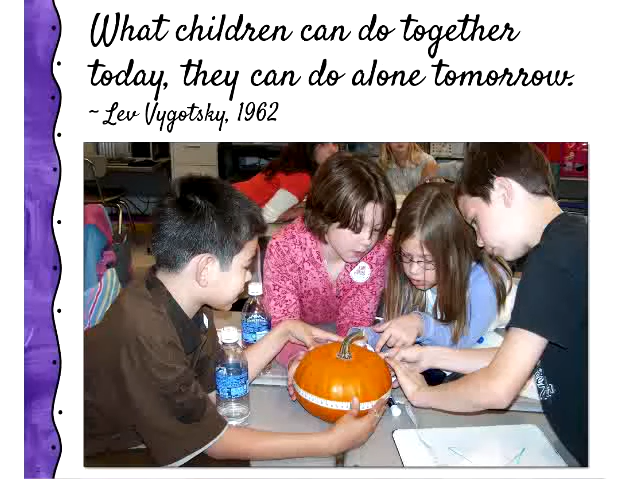 What children can do together
today, they can do alone tomorrow.
~ Lev Vygotsky, 1962